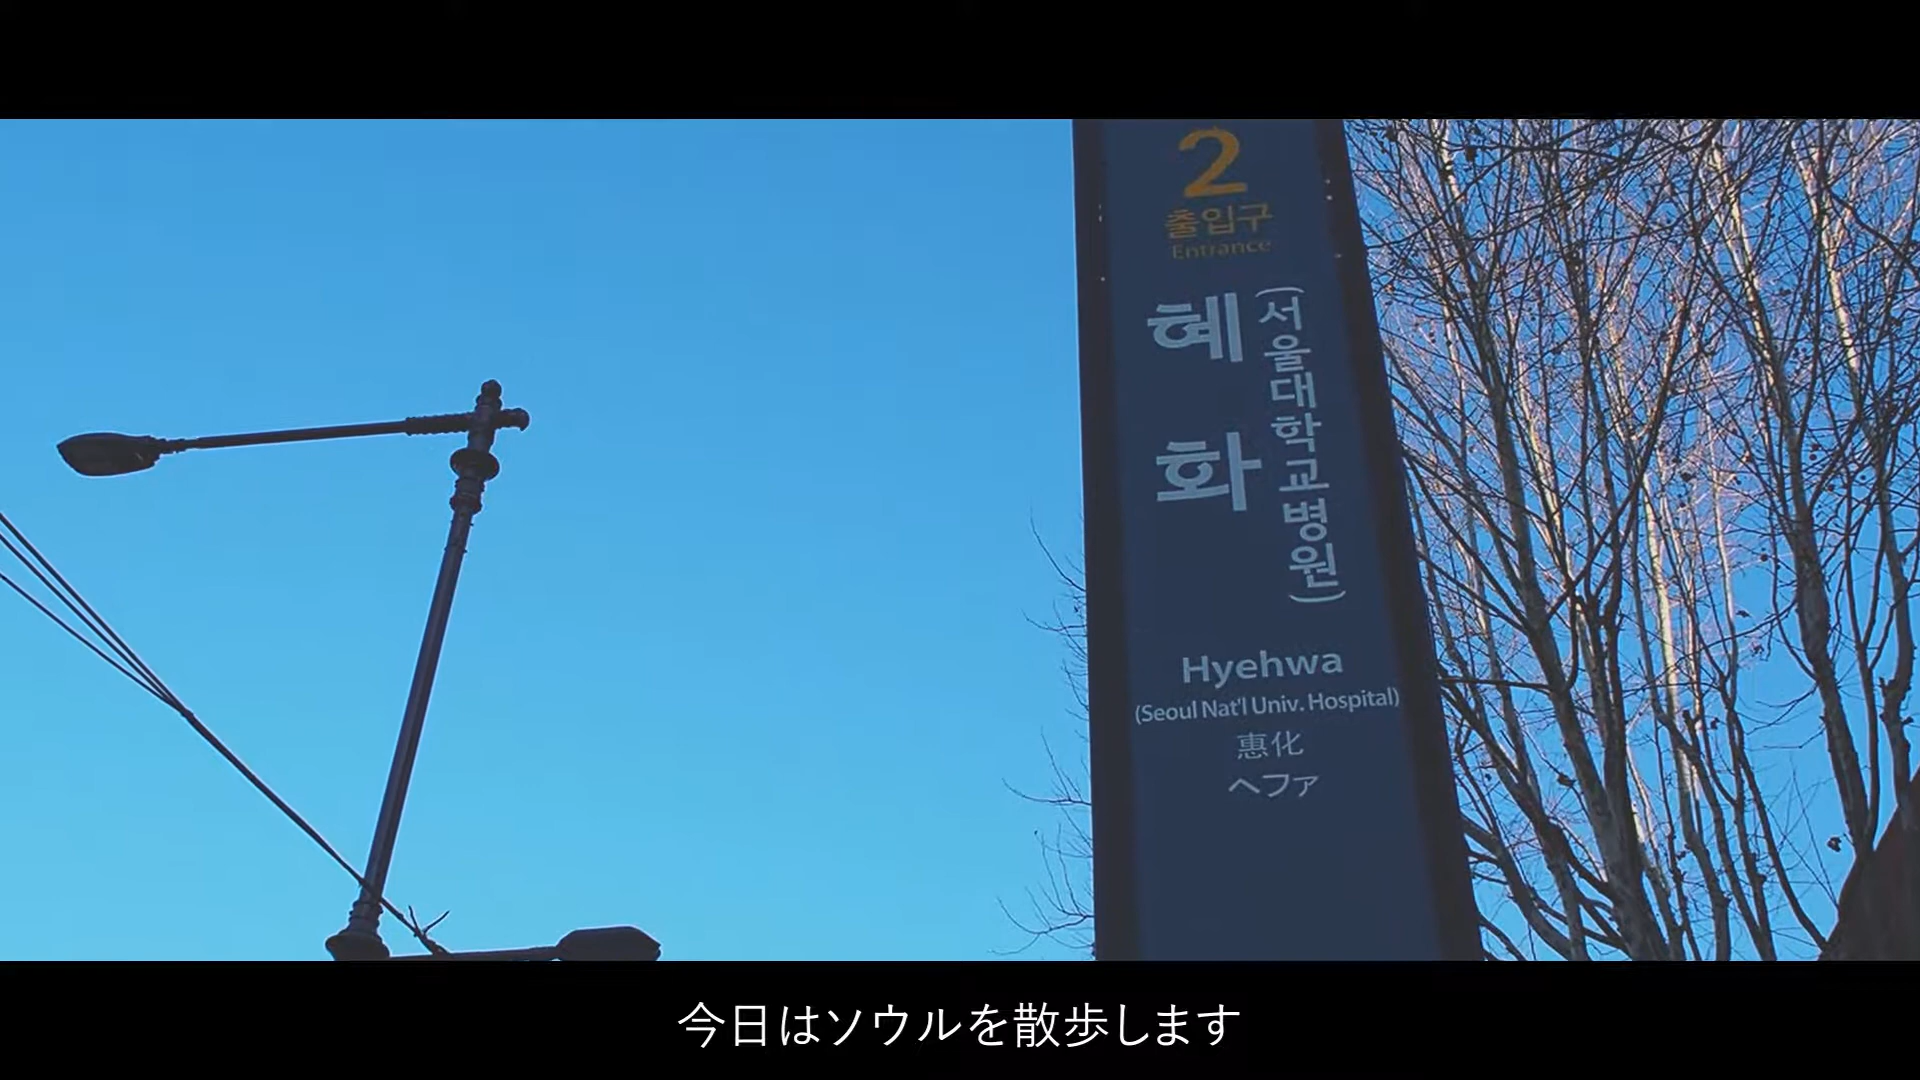 2
출입구
Entrance
혜화
(서울대학교병원)
Hyehwa
(Seoul Nat'l Univ. Hospital)
惠化
ヘファ
今日はソウルを散歩します